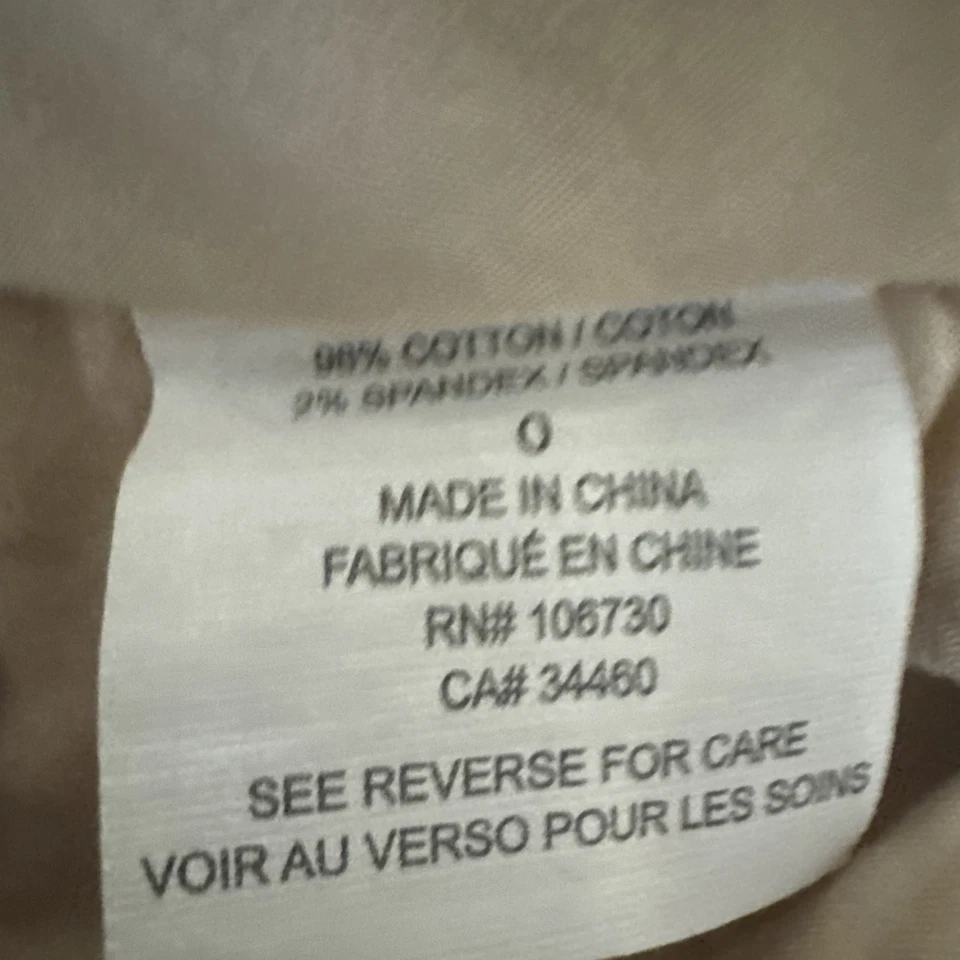 98% COTTON / COTON
2% SPANDEX / SPANDEX
0
MADE IN CHINA
FABRIQUÉ EN CHINE
RN# 106730
CA# 34460
SEE REVERSE FOR CARE
VOIR AU VERSO POUR LES SOINS